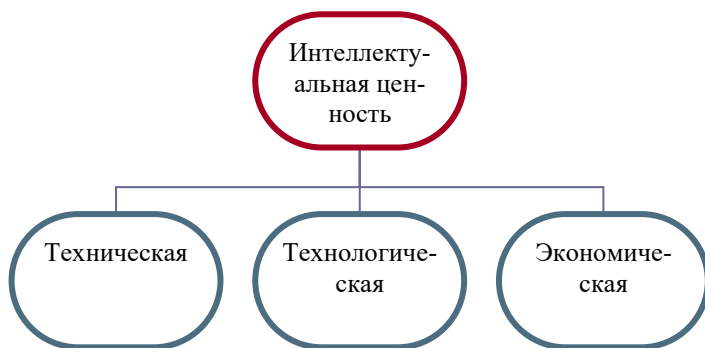 Интеллекту-
альная цен-
ность
Техническая
Технологиче-
ская
Экономиче-
ская